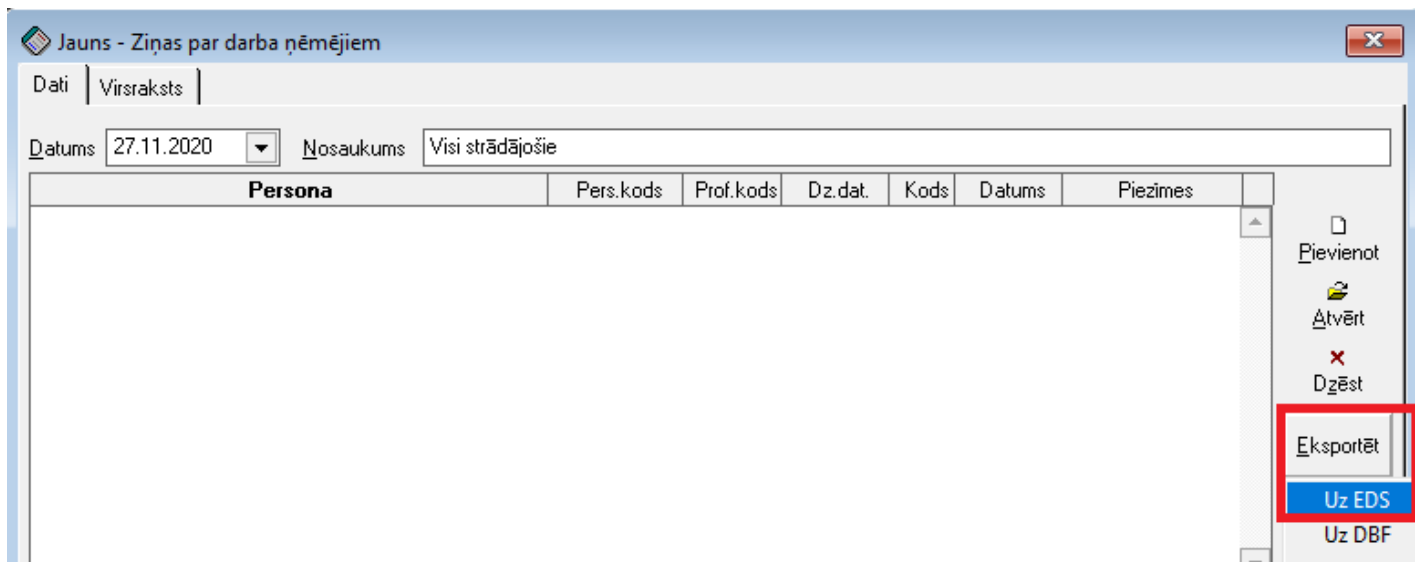 Jauns - Ziņas par darba ņēmējiem
Dati Virsraksts
Datums 27.11.2020 Nosaukums Visi strādājošie
Persona Pers.kods Prof.kods Dz.dat. Kods Datums Piezīmes
Pievienot
Atvērt
Dzēst
Eksportēt
Uz EDS
Uz DBF